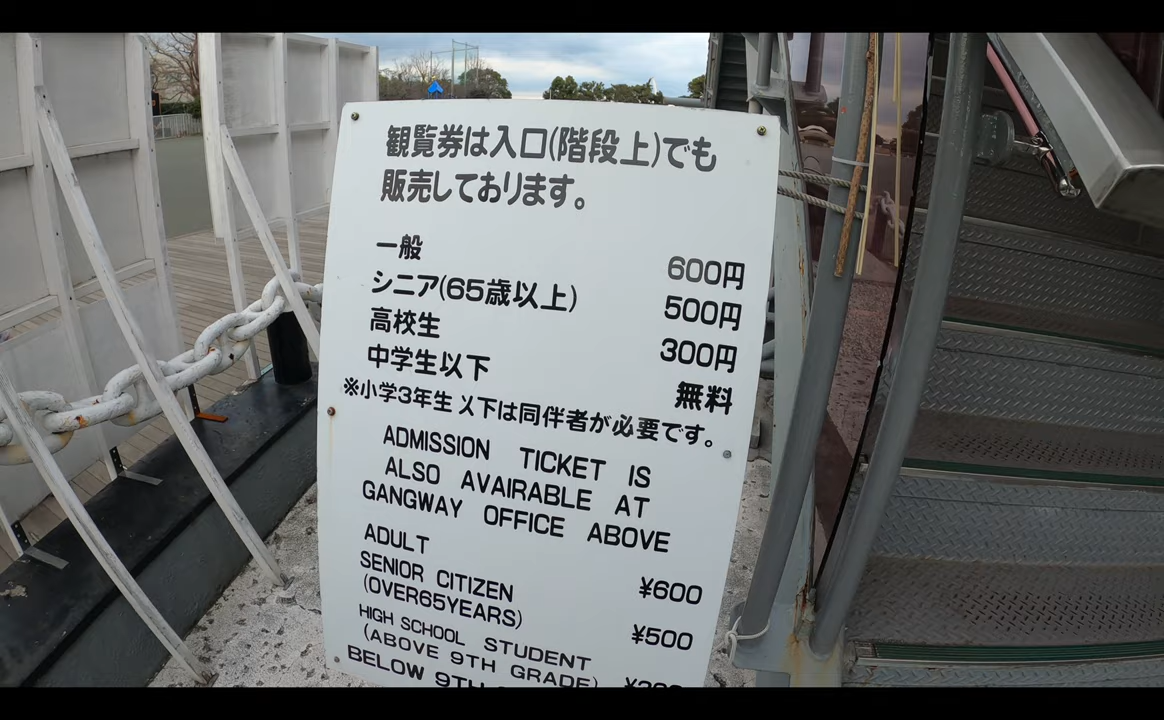 観覧券は入口(階段上)でも
販売しております。
一般 600円
シニア(65歳以上) 500円
高校生 300円
中学生以下 無料
※小学3年生以下は同伴者が必要です。
ADMISSION TICKET IS
ALSO AVAIRABLE AT
GANGWAY OFFICE ABOVE
ADULT ¥600
SENIOR CITIZEN
(OVER65YEARS) ¥500
HIGH SCHOOL STUDENT
(ABOVE 9TH GRADE) ¥300
BELOW 9TH